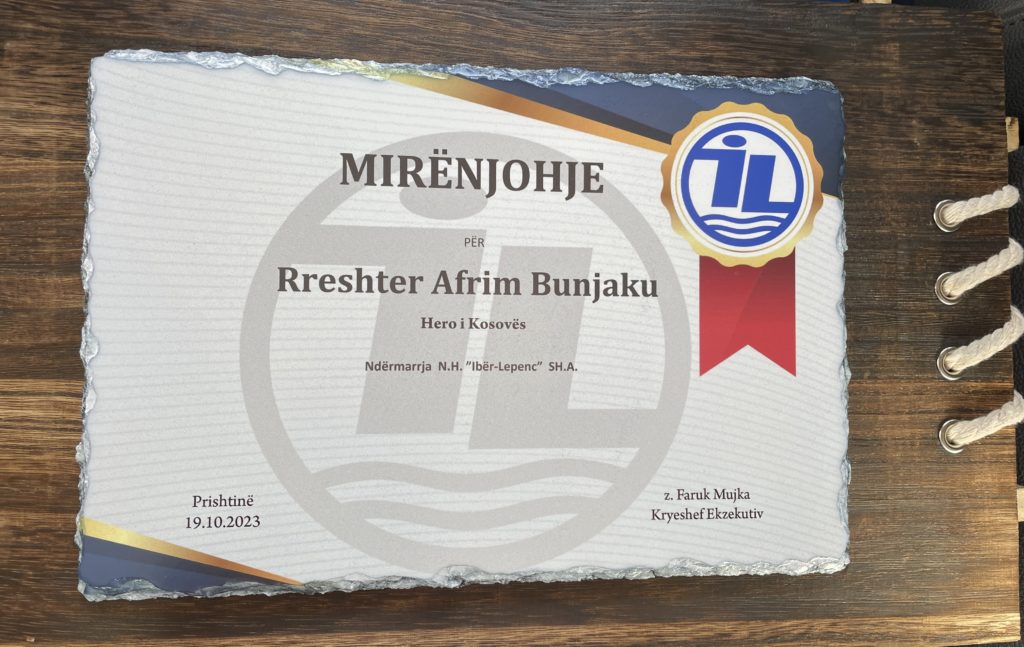 MIRËNJOHJE
PËR
Rreshter Afrim Bunjaku
Hero i Kosovës
Ndërmarrja N.H. ”Ibër-Lepenc” SH.A.
Prishtinë
19.10.2023
z. Faruk Mujka
Kryeshef Ekzekutiv
iL